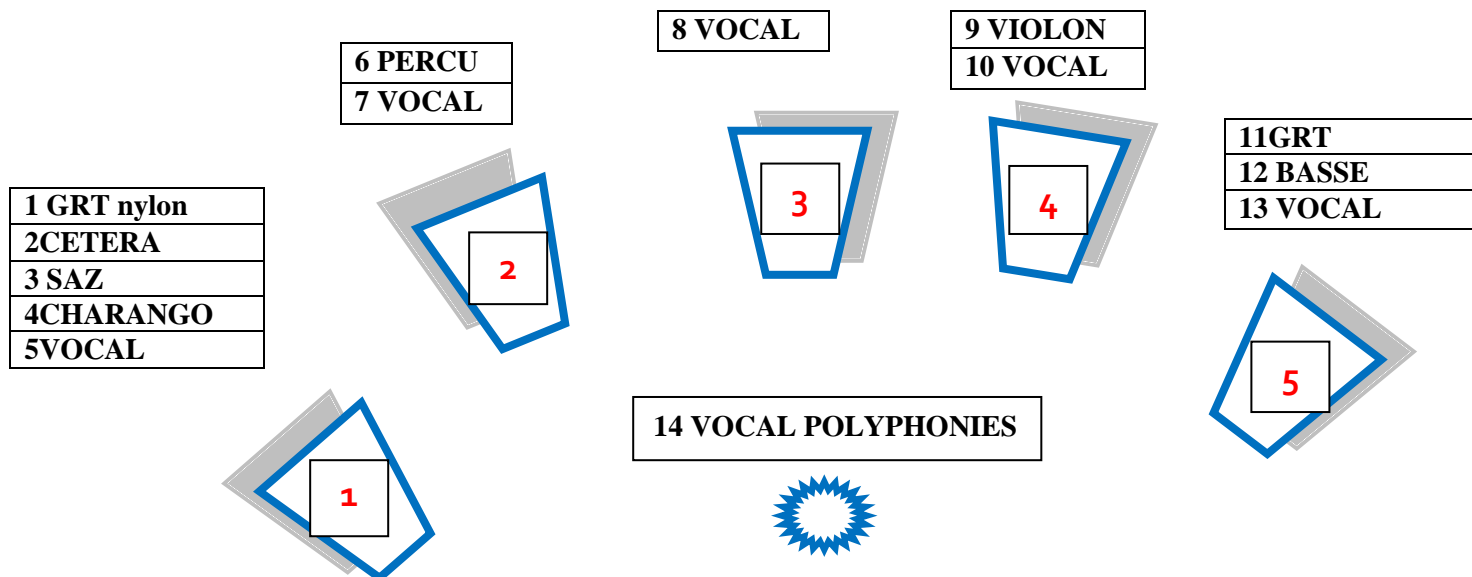 8 VOCAL
9 VIOLON
10 VOCAL
6 PERCU
7 VOCAL
11GRT
12 BASSE
13 VOCAL
1 GRT nylon
2CETERA
3 SAZ
4CHARANGO
5VOCAL
3
4
2
5
14 VOCAL POLYPHONIES
1